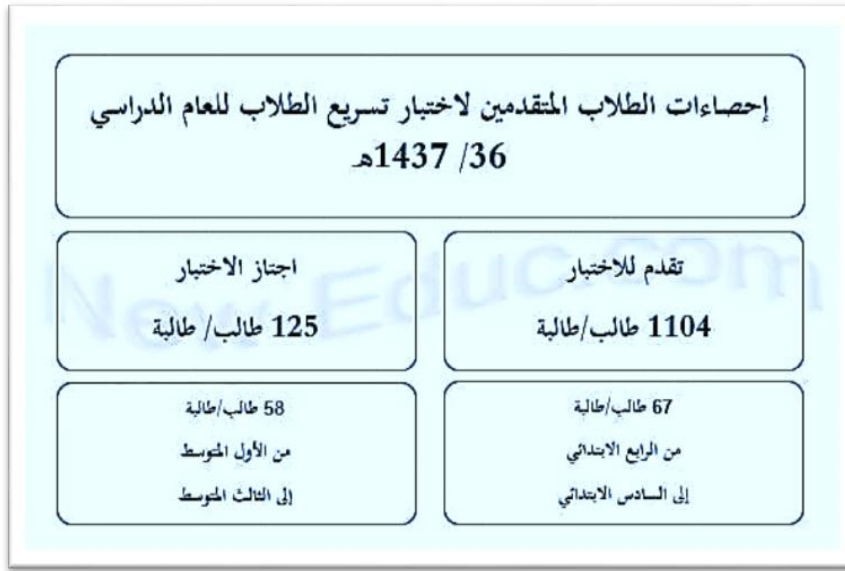 إحصاءات الطلاب المتقدمين لاختبار تسريع الطلاب للعام الدراسي
36/ 1437هـ
تقدم للاختبار
1104 طالب/طالبة
اجتاز الاختبار
125 طالب/ طالبة
67 طالب/طالبة
من الرابع الابتدائي
إلى السادس الابتدائي
58 طالب/طالبة
من الأول المتوسط
إلى الثالث المتوسط
New-Educ.com